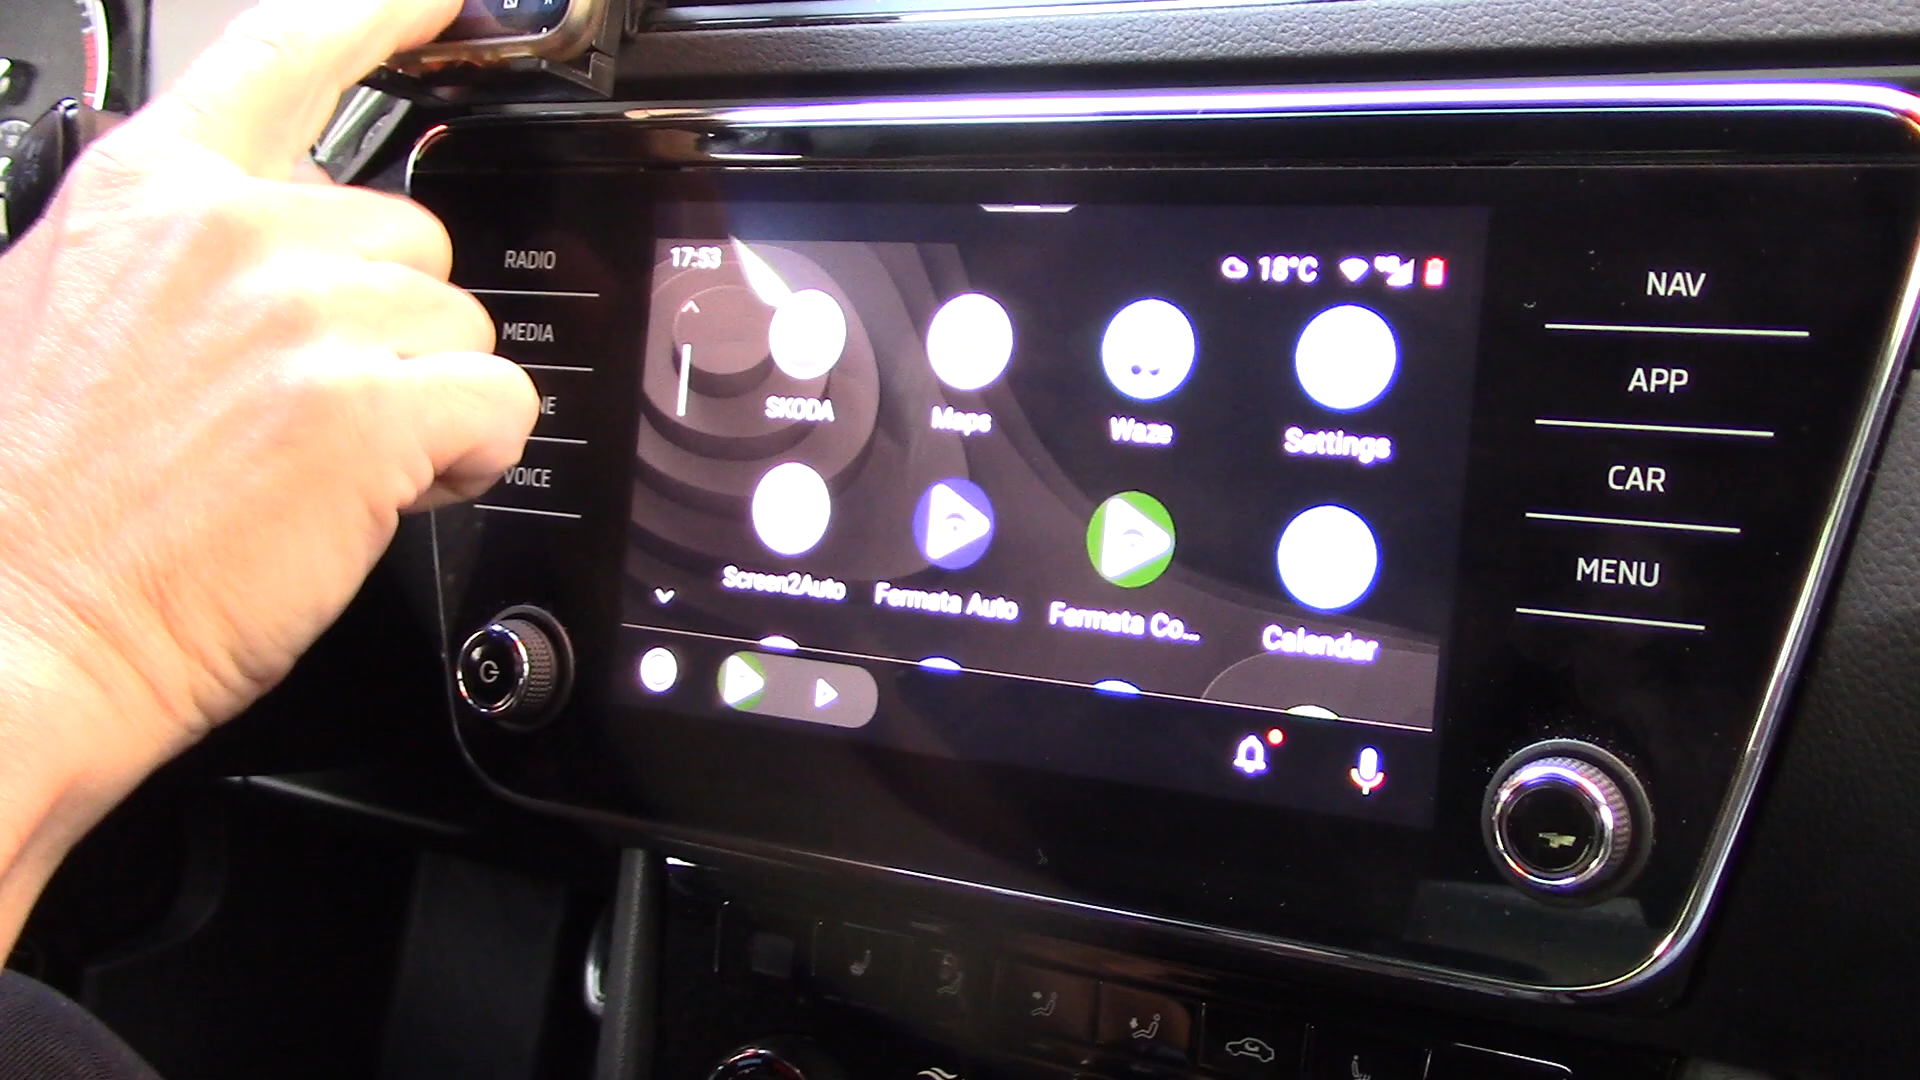 RADIO
MEDIA
NE
VOICE
17:53
18°C
SKODA
Maps
Waze
Settings
Screen2Auto
Fermata Auto
Fermata Co...
Calendar
NAV
APP
CAR
MENU